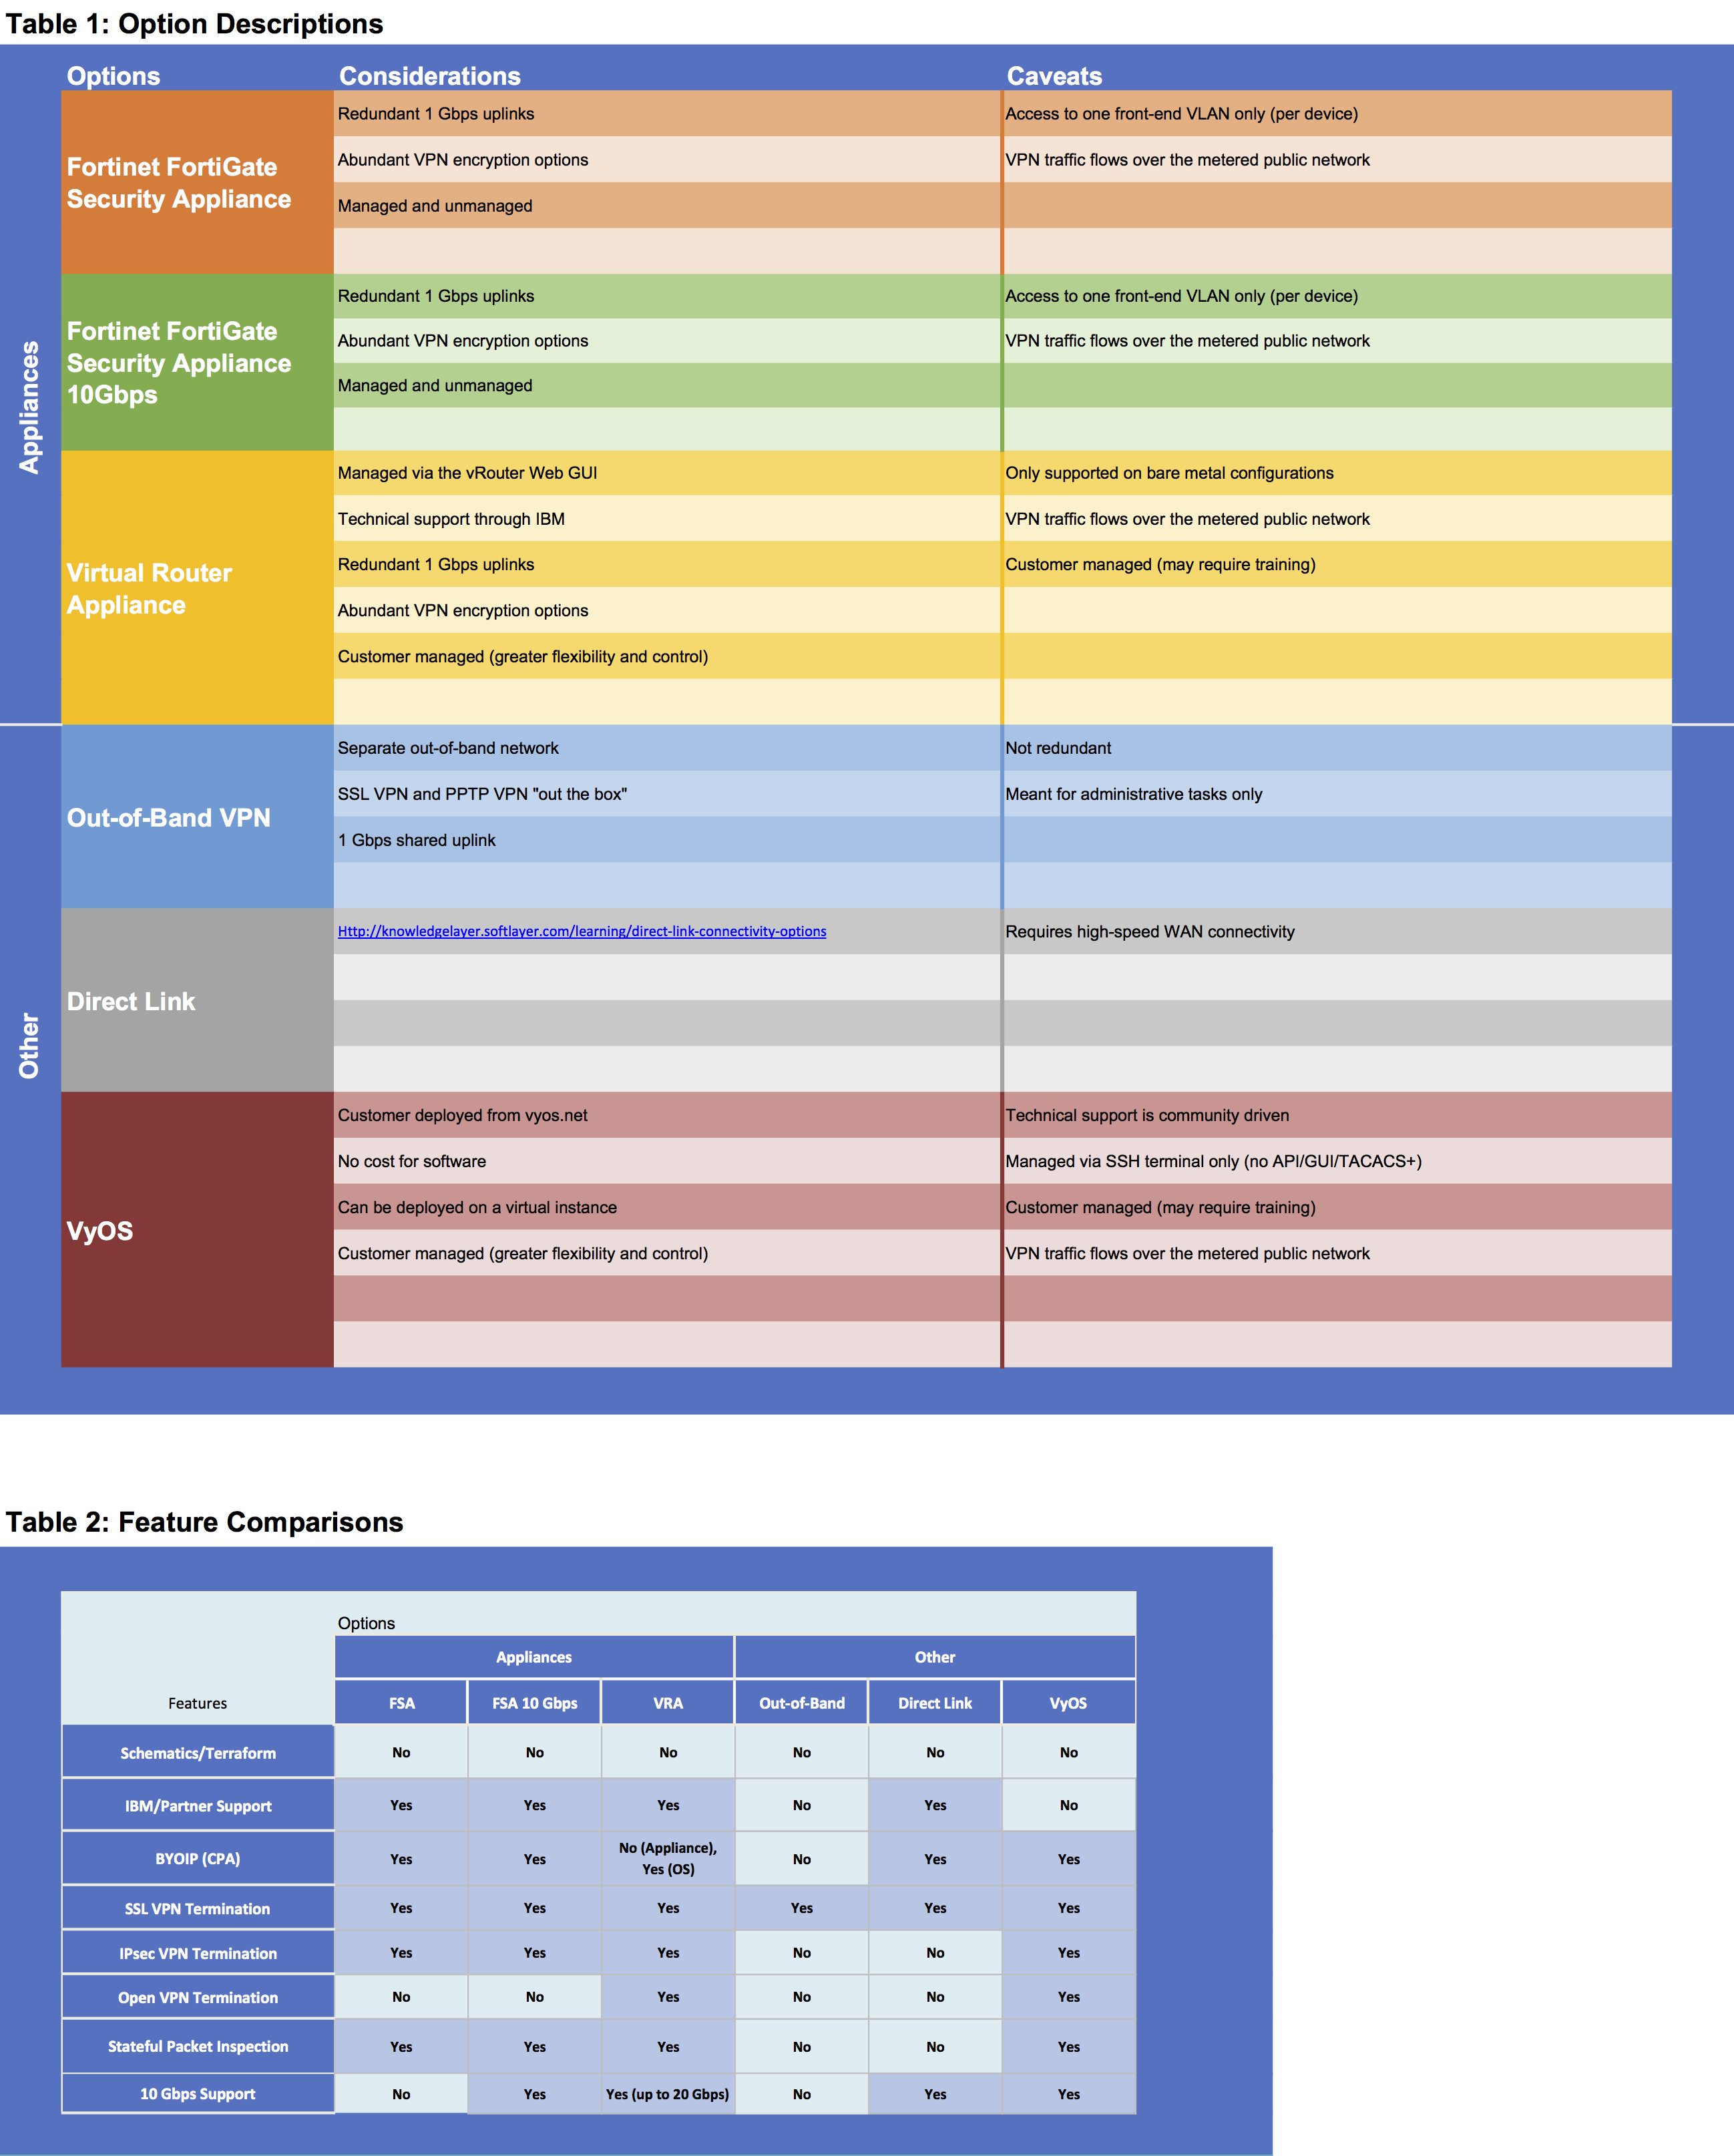 Table 1: Option Descriptions
Options Considerations Caveats
Appliances
Fortinet FortiGate
Security Appliance
Redundant 1 Gbps uplinks Access to one front-end VLAN only (per device)
Abundant VPN encryption options VPN traffic flows over the metered public network
Managed and unmanaged
Fortinet FortiGate
Security Appliance
10Gbps
Redundant 1 Gbps uplinks Access to one front-end VLAN only (per device)
Abundant VPN encryption options VPN traffic flows over the metered public network
Managed and unmanaged
Virtual Router
Appliance
Managed via the vRouter Web GUI Only supported on bare metal configurations
Technical support through IBM VPN traffic flows over the metered public network
Redundant 1 Gbps uplinks Customer managed (may require training)
Abundant VPN encryption options
Customer managed (greater flexibility and control)
Other
Out-of-Band VPN
Separate out-of-band network Not redundant
SSL VPN and PPTP VPN "out the box" Meant for administrative tasks only
1 Gbps shared uplink
Direct Link
Http://knowledgelayer.softlayer.com/learning/direct-link-connectivity-options Requires high-speed WAN connectivity
VyOS
Customer deployed from vyos.net Technical support is community driven
No cost for software Managed via SSH terminal only (no API/GUI/TACACS+)
Can be deployed on a virtual instance Customer managed (may require training)
Customer managed (greater flexibility and control) VPN traffic flows over the metered public network
Table 2: Feature Comparisons
Options
Appliances Other
Features FSA FSA 10 Gbps VRA Out-of-Band Direct Link VyOS
Schematics/Terraform No No No No No No
IBM/Partner Support Yes Yes Yes No Yes No
BYOIP (CPA) Yes Yes No (Appliance), Yes (OS) No Yes Yes
SSL VPN Termination Yes Yes Yes Yes Yes Yes
IPsec VPN Termination Yes Yes Yes No No Yes
Open VPN Termination No No Yes No No Yes
Stateful Packet Inspection Yes Yes Yes No No Yes
10 Gbps Support No Yes Yes (up to 20 Gbps) No Yes Yes